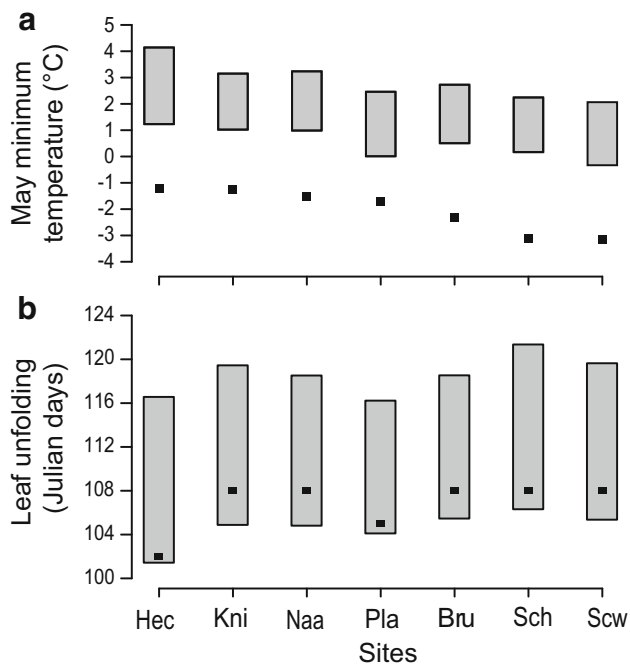 a
May minimum
temperature (°C)
5
4
3
2
1
0
-1
-2
-3
-4
b
Leaf unfolding
(Julian days)
124
120
116
112
108
104
100
Hec Kni Naa Pla Bru Sch Scw
Sites